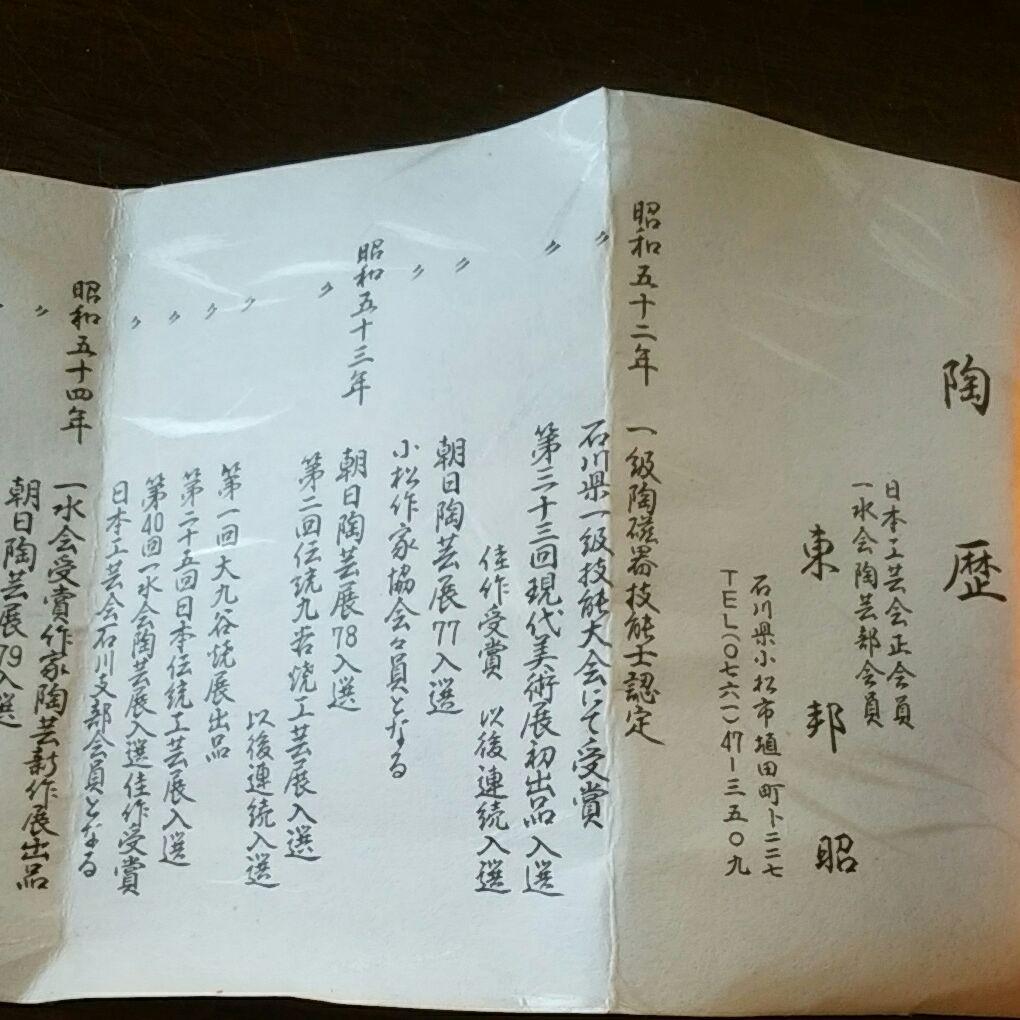 陶歴
日本工芸会正会員
一水会陶芸部会員
東邦昭
石川県小松市埴田町ト二二七
TEL(〇七六一)47-三五〇九
昭和五十二年 一級陶磁器技能士認定
〃 石川県一級技能大会にて受賞
〃 第三十三回現代美術展初出品入選
佳作受賞 以後連続入選
〃 朝日陶芸展77入選
〃 小松作家協会々員となる
昭和五十三年 朝日陶芸展78入選
〃 第二回伝統九谷焼工芸展入選
以後連続入選
〃 第一回大九谷焼展出品
〃 第二十五回日本伝統工芸展入選
〃 第40回一水会陶芸展入選佳作受賞
〃 日本工芸会石川支部会員となる
昭和五十四年 一水会受賞作家陶芸新作展出品
〃 朝日陶芸展79入選